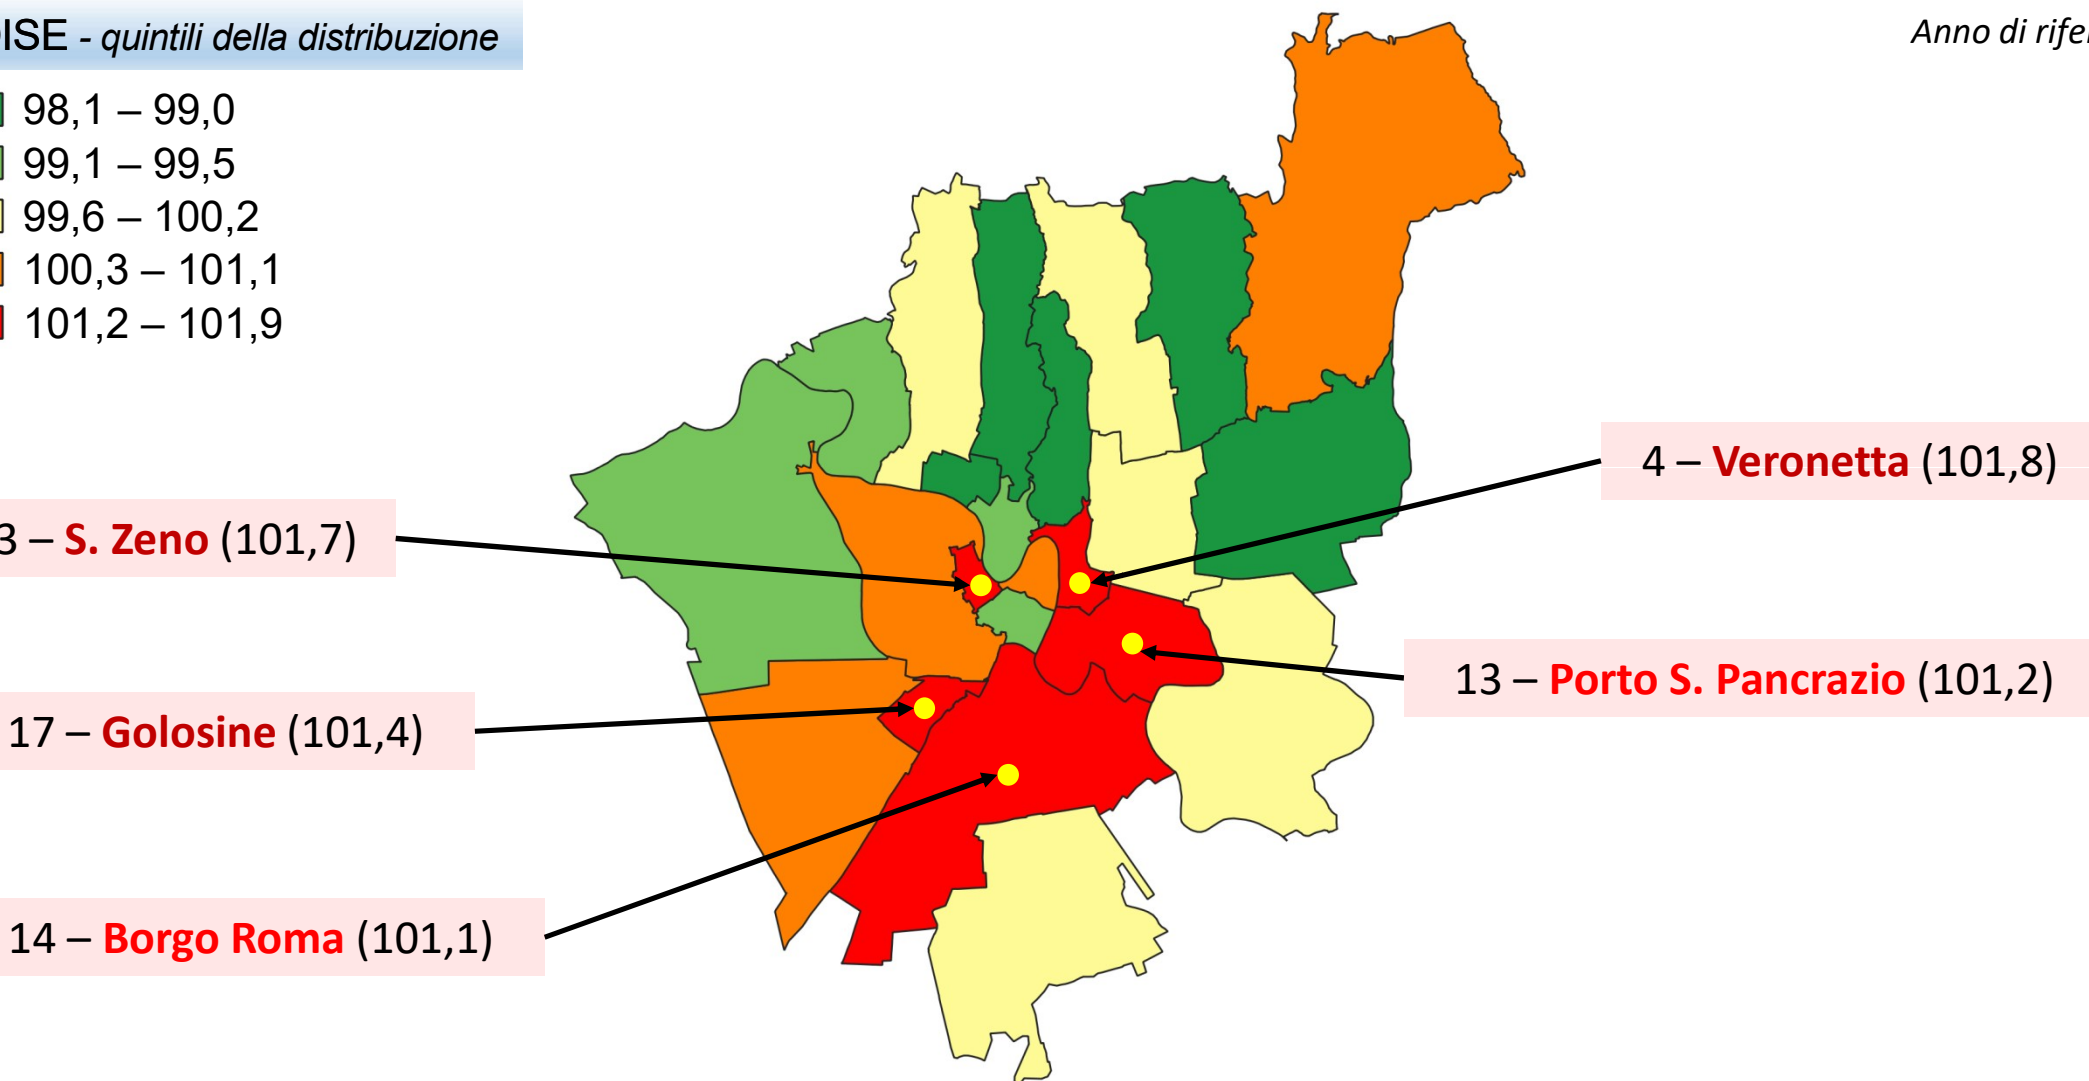 DISE - quintili della distribuzione
Anno di rifer
98,1 – 99,0
99,1 – 99,5
99,6 – 100,2
100,3 – 101,1
101,2 – 101,9
4 – Veronetta (101,8)
3 – S. Zeno (101,7)
13 – Porto S. Pancrazio (101,2)
17 – Golosine (101,4)
14 – Borgo Roma (101,1)